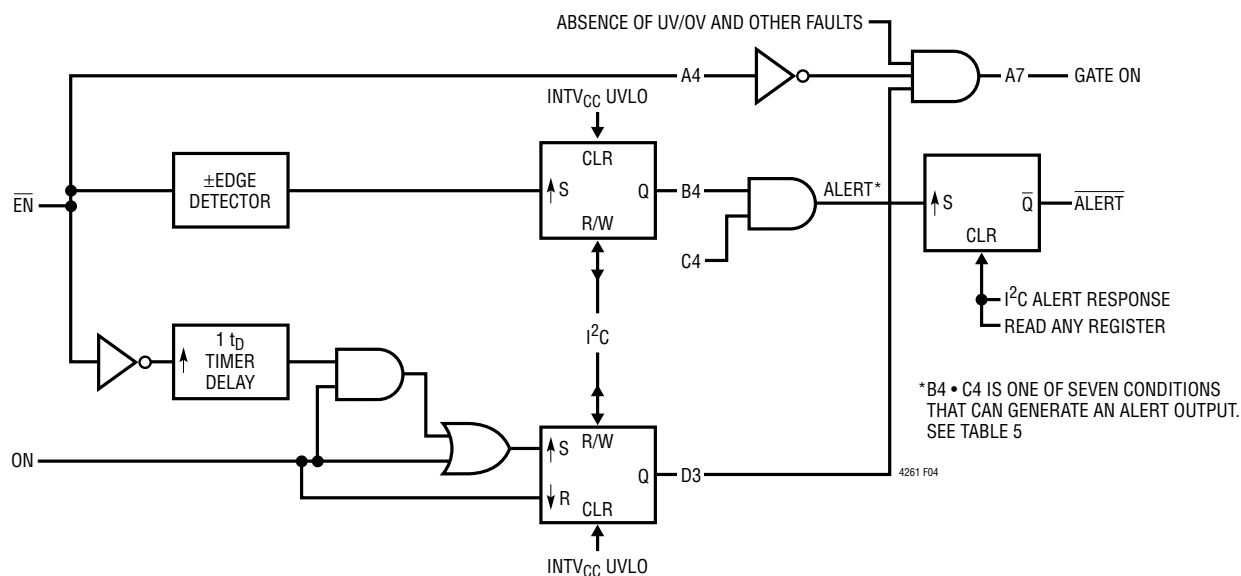 ABSENCE OF UV/OV AND OTHER FAULTS
A4
A7
GATE ON
INTVCC UVLO
CLR
±EDGE
DETECTOR
↑ S
Q
B4
R/W
ALERT*
C4
↑ S
Q̅
CLR
A̅L̅E̅R̅T̅
E̅N̅
I²C ALERT RESPONSE
READ ANY REGISTER
I²C
↑
1 tD
TIMER
DELAY
*B4 • C4 IS ONE OF SEVEN CONDITIONS
THAT CAN GENERATE AN ALERT OUTPUT.
SEE TABLE 5
ON
R/W
↑ S
Q
D3
↓ R
CLR
4261 F04
INTVCC UVLO